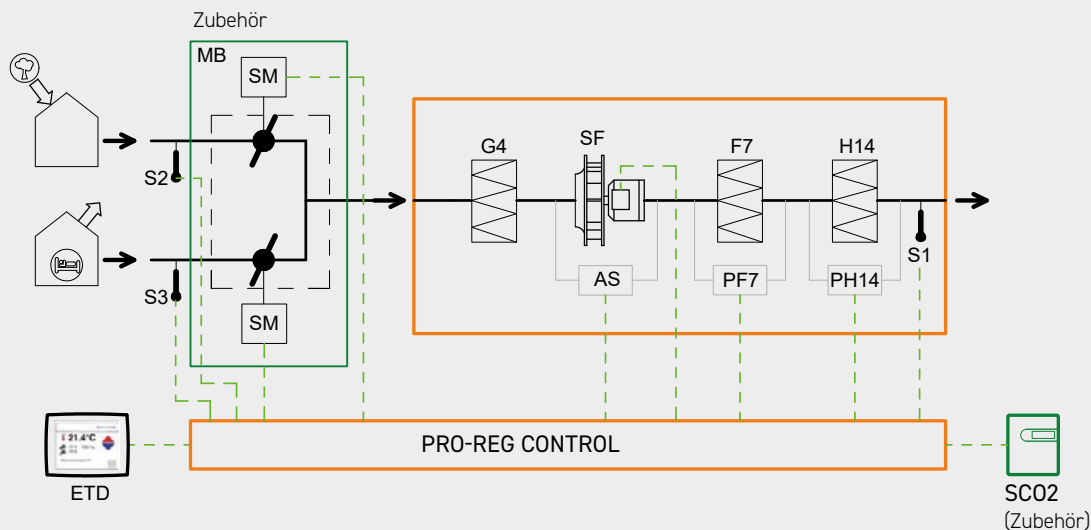 Zubehör
MB
SM
S2
S3
SM
G4
SF
F7
H14
AS
PF7
PH14
S1
21.4°C
ETD
PRO-REG CONTROL
SCO2
(Zubehör)